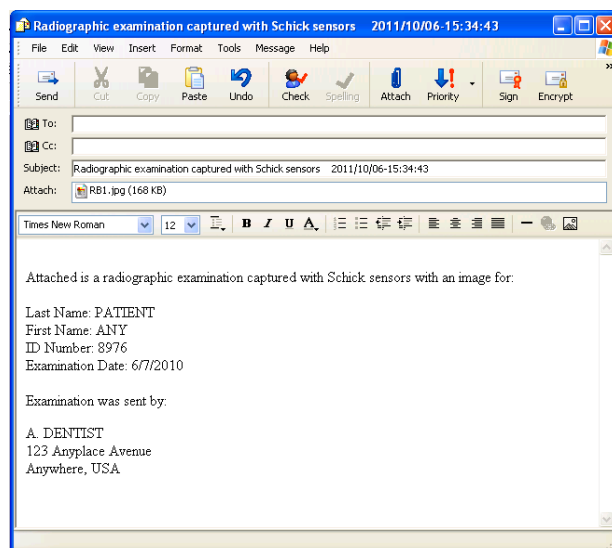 Radiographic examination captured with Schick sensors 2011/10/06-15:34:43
File Edit View Insert Format Tools Message Help
Send Cut Copy Paste Undo Check Spelling Attach Priority Sign Encrypt
To:
Cc:
Subject: Radiographic examination captured with Schick sensors 2011/10/06-15:34:43
Attach: RB1.jpg (168 KB)
Times New Roman 12 B I U A
Attached is a radiographic examination captured with Schick sensors with an image for:
Last Name: PATIENT
First Name: ANY
ID Number: 8976
Examination Date: 6/7/2010
Examination was sent by:
A. DENTIST
123 Anyplace Avenue
Anywhere, USA